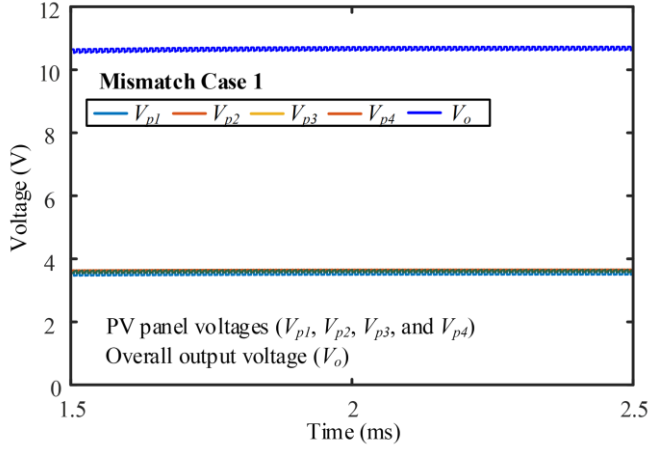 12
10
8
6
4
2
0
Voltage (V)
Mismatch Case 1
Vp1 Vp2 Vp3 Vp4 Vo
PV panel voltages (Vp1, Vp2, Vp3, and Vp4)
Overall output voltage (Vo)
1.5 2 2.5
Time (ms)